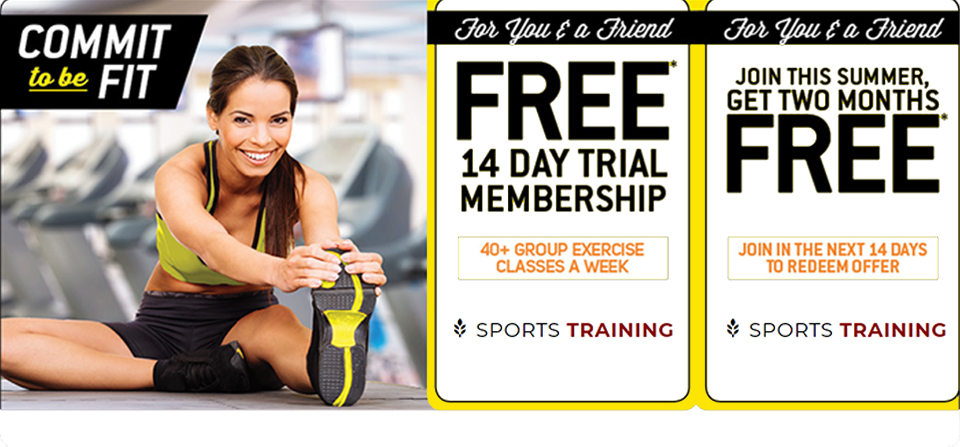 COMMIT
to be FIT
For You & a Friend
FREE*
14 DAY TRIAL
MEMBERSHIP
40+ GROUP EXERCISE
CLASSES A WEEK
SPORTS TRAINING
For You & a Friend
JOIN THIS SUMMER,
GET TWO MONTHS
FREE*
JOIN IN THE NEXT 14 DAYS
TO REDEEM OFFER
SPORTS TRAINING